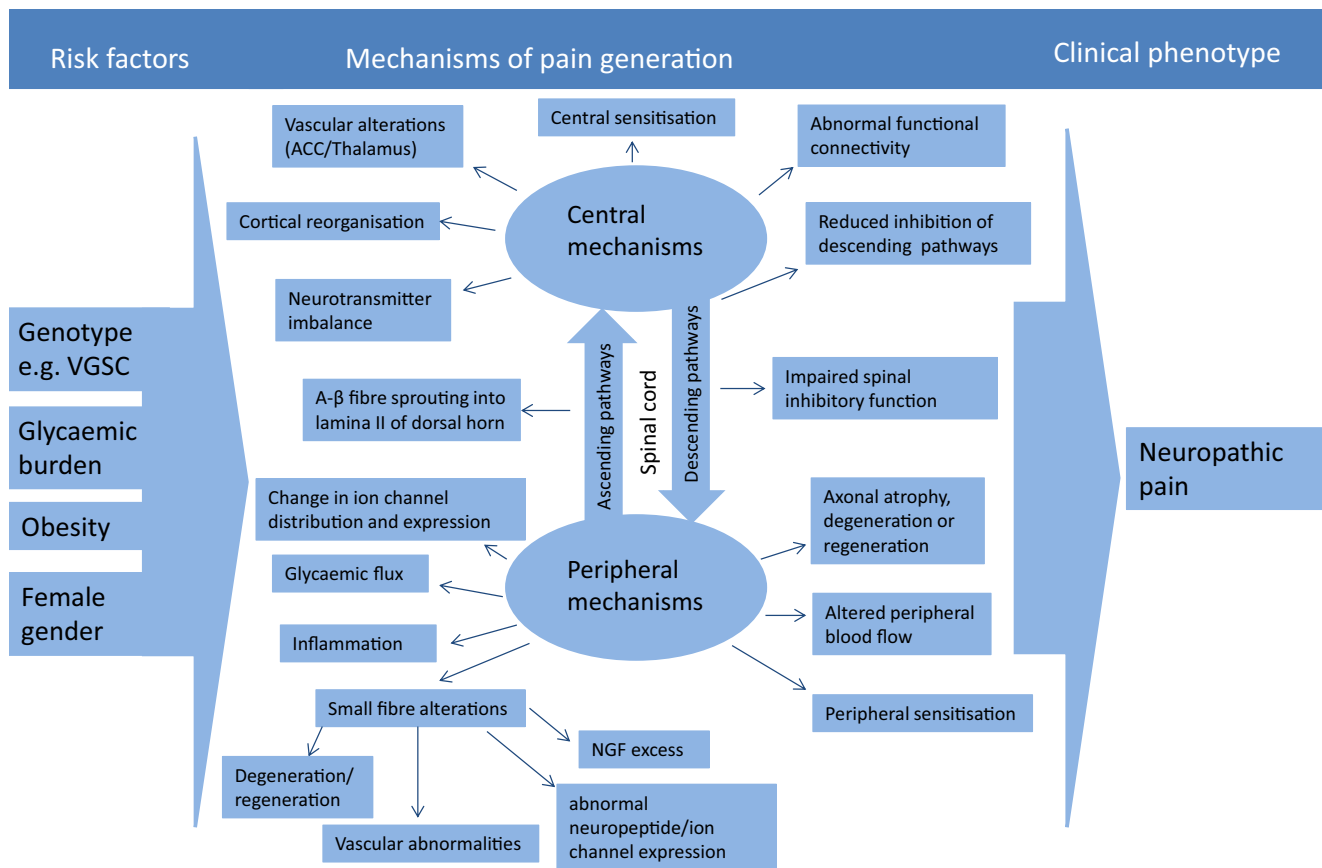 Risk factors
Mechanisms of pain generation
Clinical phenotype
Genotype
e.g. VGSC
Glycaemic
burden
Obesity
Female
gender
Vascular alterations
(ACC/Thalamus)
Central sensitisation
Abnormal functional
connectivity
Cortical reorganisation
Central
mechanisms
Reduced inhibition of
descending pathways
Neurotransmitter
imbalance
Ascending pathways
Spinal cord
Descending pathways
A-β fibre sprouting into
lamina II of dorsal horn
Impaired spinal
inhibitory function
Change in ion channel
distribution and expression
Glycaemic flux
Inflammation
Peripheral
mechanisms
Axonal atrophy,
degeneration or
regeneration
Altered peripheral
blood flow
Peripheral sensitisation
Small fibre alterations
Degeneration/
regeneration
Vascular abnormalities
NGF excess
abnormal
neuropeptide/ion
channel expression
Neuropathic
pain